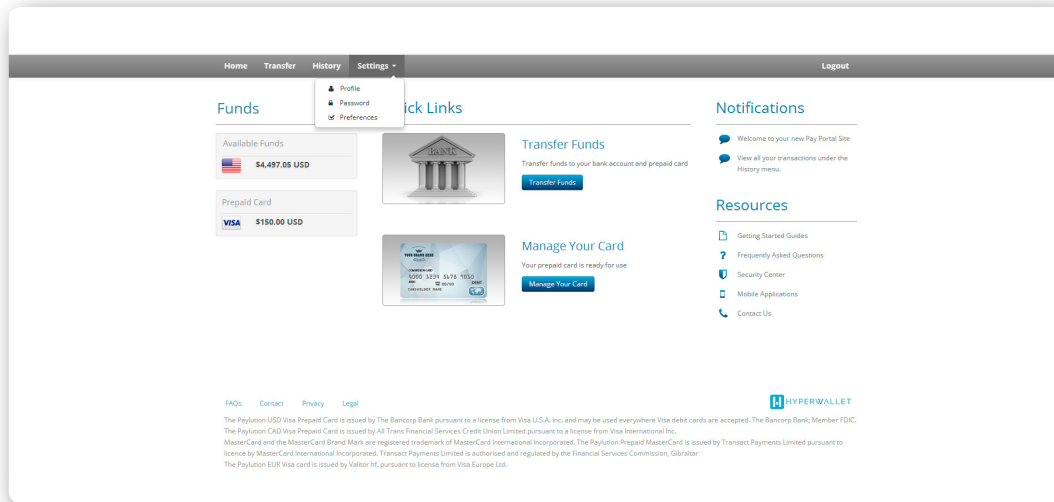 Home Transfer History Settings Logout
Profile
Password
Preferences
Funds
Available Funds
$4,497.05 USD
Prepaid Card
VISA $150.00 USD
ick Links
BANK
Transfer Funds
Transfer funds to your bank account and prepaid card
Transfer Funds
YOUR BRAND HERE
4000 1234 5678 9010
DEBIT
CARDHOLDER NAME
Manage Your Card
Your prepaid card is ready for use
Manage Your Card
Notifications
Welcome to your new Pay Portal Site
View all your transactions under the
History menu.
Resources
Getting Started Guides
Frequently Asked Questions
Security Center
Mobile Applications
Contact Us
FAQs Contact Privacy Legal
HYPERWALLET
The Paylution USD Visa Prepaid Card is issued by The Bancorp Bank pursuant to a license from Visa U.S.A. Inc. and may be used everywhere Visa debit cards are accepted. The Bancorp Bank; Member FDIC.
The Paylution CAD Visa Prepaid Card is issued by All Trans Financial Services Credit Union Limited pursuant to a license from Visa International Inc.
MasterCard and the MasterCard Brand Mark are registered trademark of MasterCard International Incorporated. The Paylution Prepaid MasterCard is issued by Transact Payments Limited pursuant to
licence by MasterCard International Incorporated. Transact Payments Limited is authorised and regulated by the Financial Services Commission, Gibraltar
The Paylution EUR Visa card is issued by Valitor hf. pursuant to license from Visa Europe Ltd.